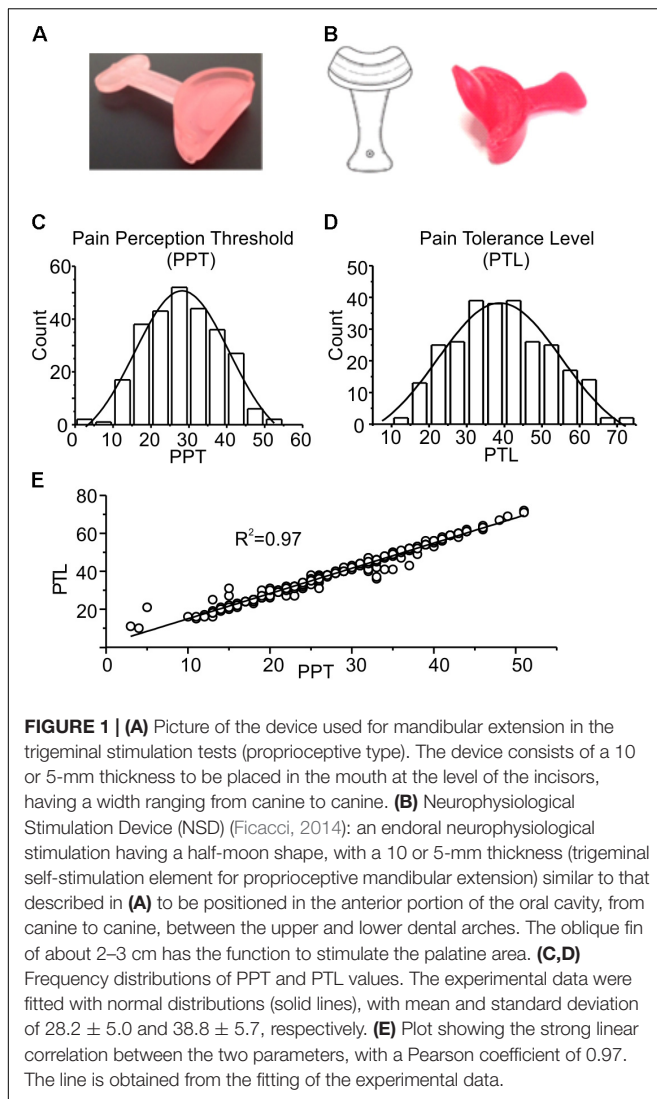 A
B
C
Pain Perception Threshold
(PPT)
60
40
20
0
Count
0 10 20 30 40 50 60
PPT
D
Pain Tolerance Level
(PTL)
50
40
30
20
10
0
Count
10 20 30 40 50 60 70
PTL
E
80
60
40
20
PTL
R²=0.97
0 10 20 30 40 50
PPT
FIGURE 1 | (A) Picture of the device used for mandibular extension in the
trigeminal stimulation tests (proprioceptive type). The device consists of a 10
or 5-mm thickness to be placed in the mouth at the level of the incisors,
having a width ranging from canine to canine. (B) Neurophysiological
Stimulation Device (NSD) (Ficacci, 2014): an endoral neurophysiological
stimulation having a half-moon shape, with a 10 or 5-mm thickness (trigeminal
self-stimulation element for proprioceptive mandibular extension) similar to that
described in (A) to be positioned in the anterior portion of the oral cavity, from
canine to canine, between the upper and lower dental arches. The oblique fin
of about 2–3 cm has the function to stimulate the palatine area. (C,D)
Frequency distributions of PPT and PTL values. The experimental data were
fitted with normal distributions (solid lines), with mean and standard deviation
of 28.2 ± 5.0 and 38.8 ± 5.7, respectively. (E) Plot showing the strong linear
correlation between the two parameters, with a Pearson coefficient of 0.97.
The line is obtained from the fitting of the experimental data.